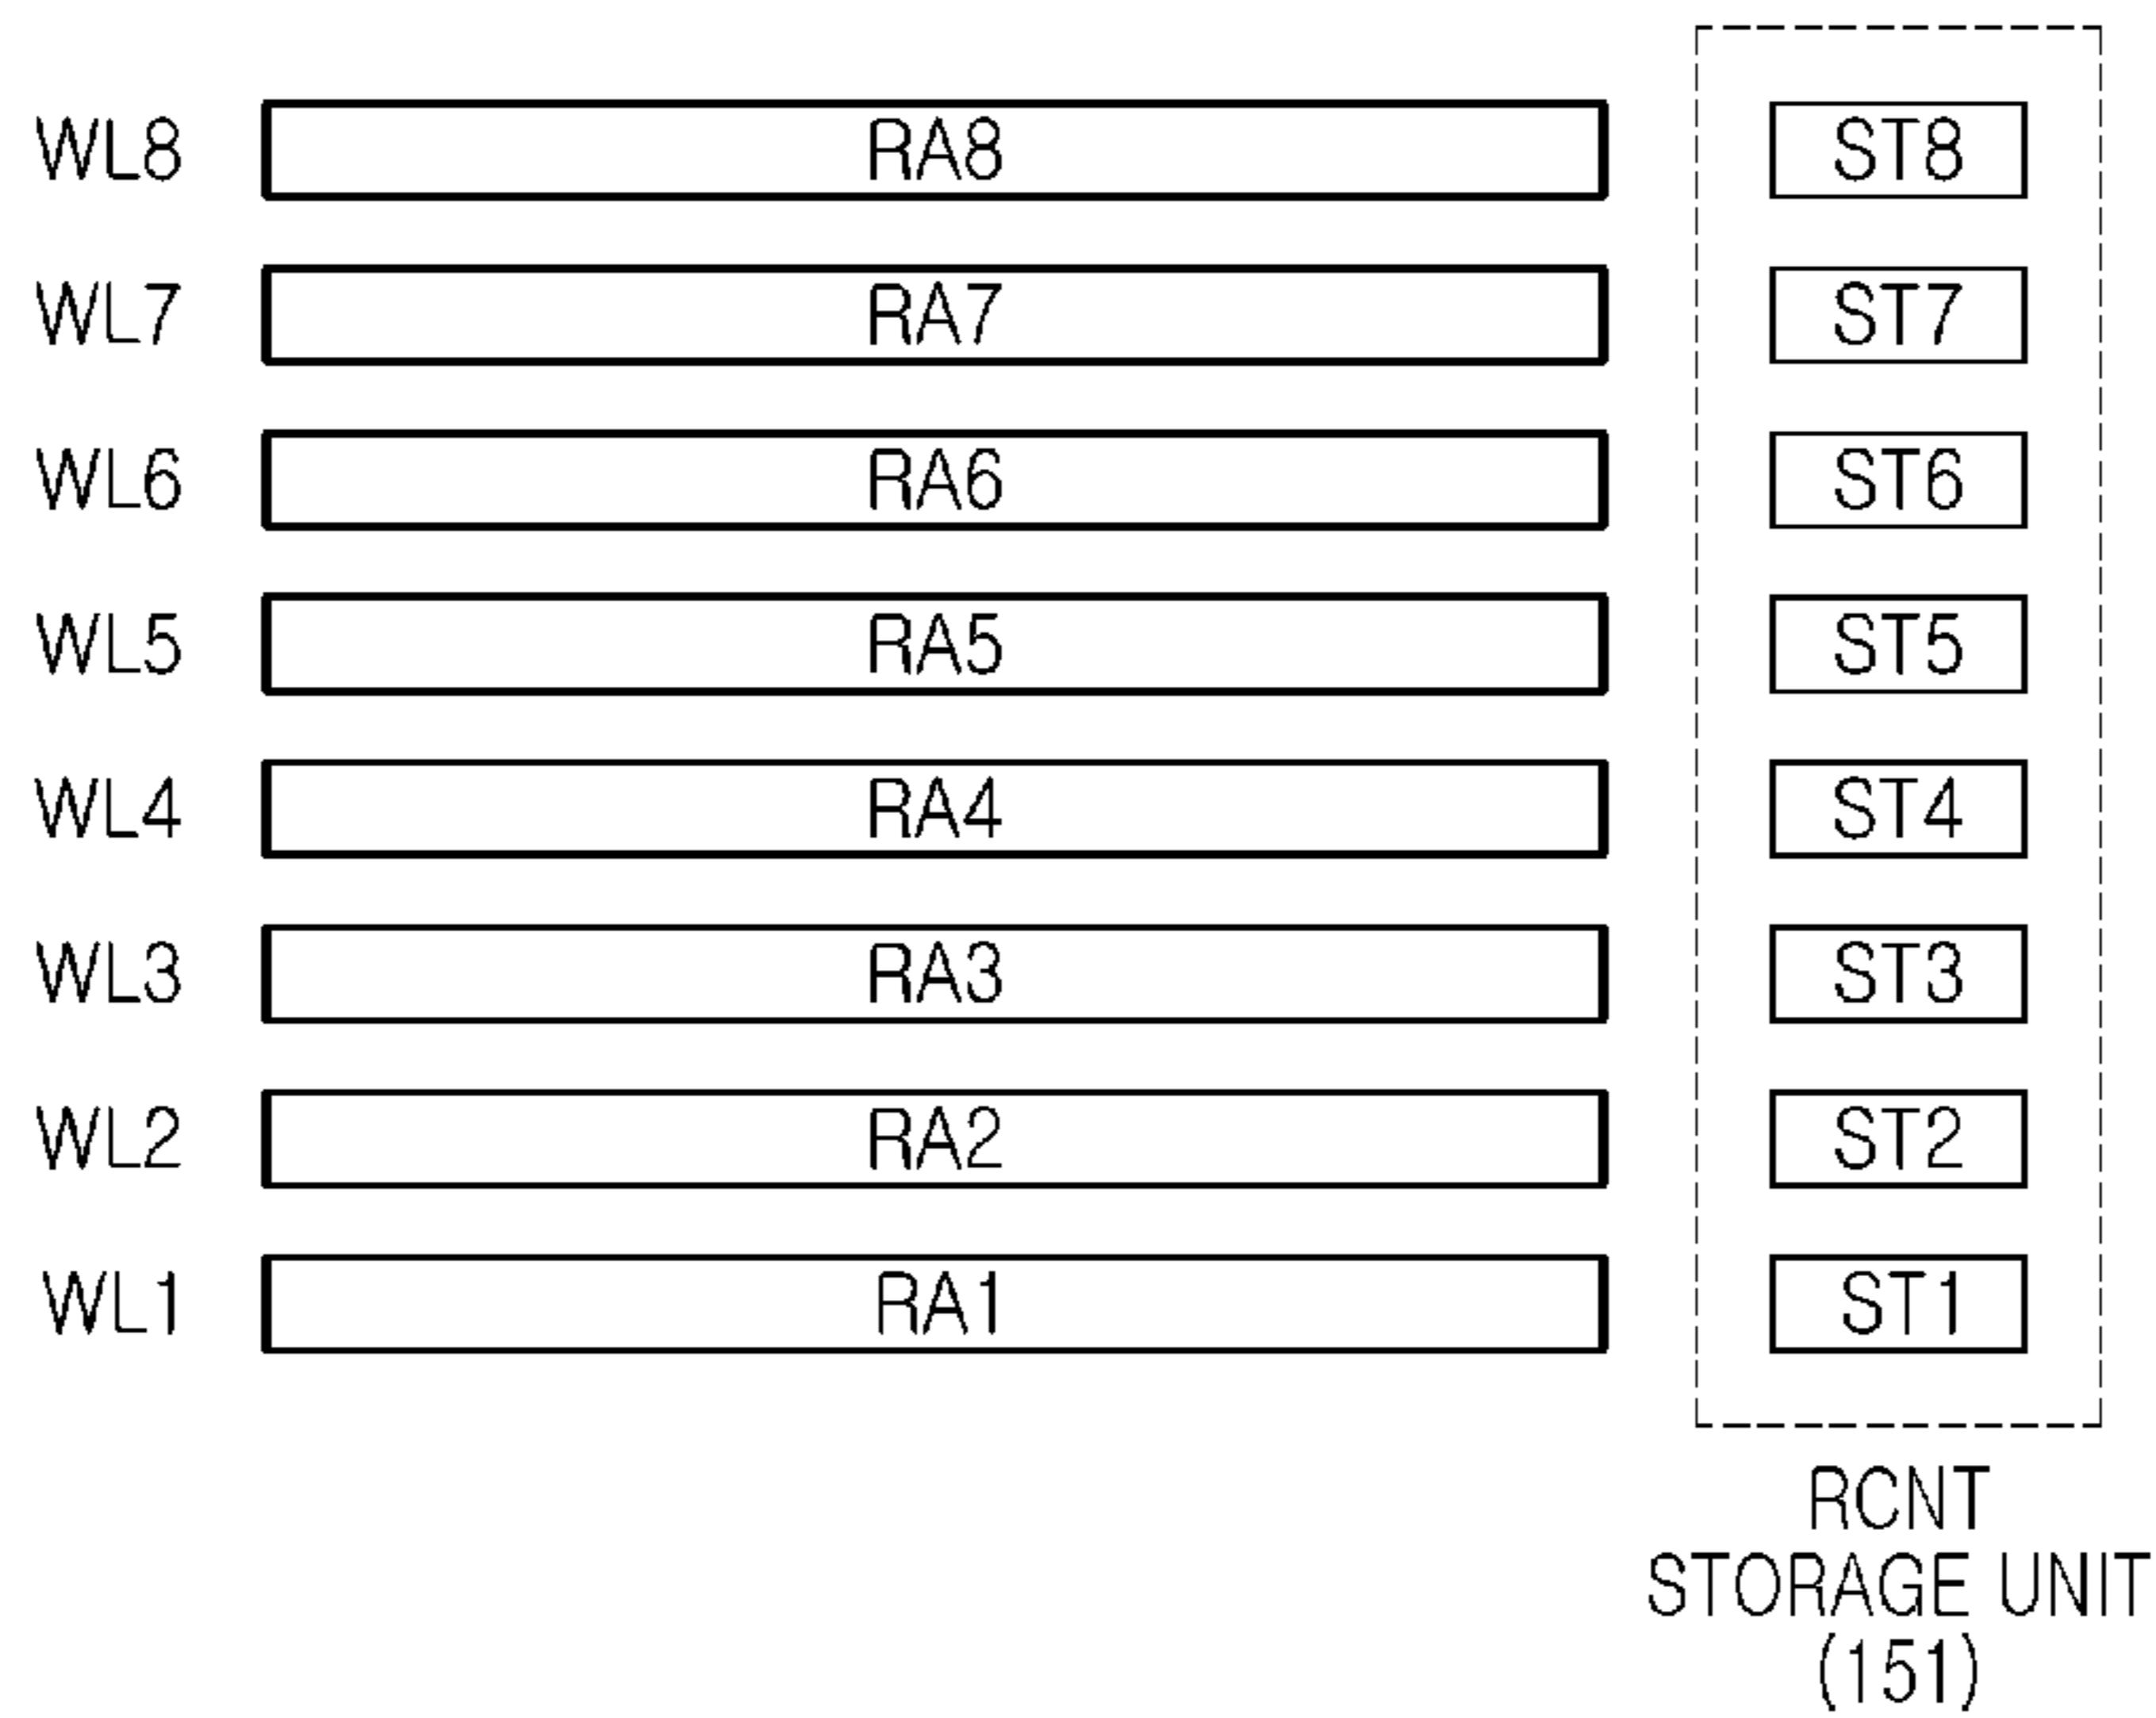 WL8 RA8 ST8
WL7 RA7 ST7
WL6 RA6 ST6
WL5 RA5 ST5
WL4 RA4 ST4
WL3 RA3 ST3
WL2 RA2 ST2
WL1 RA1 ST1
RCNT
STORAGE UNIT
(151)